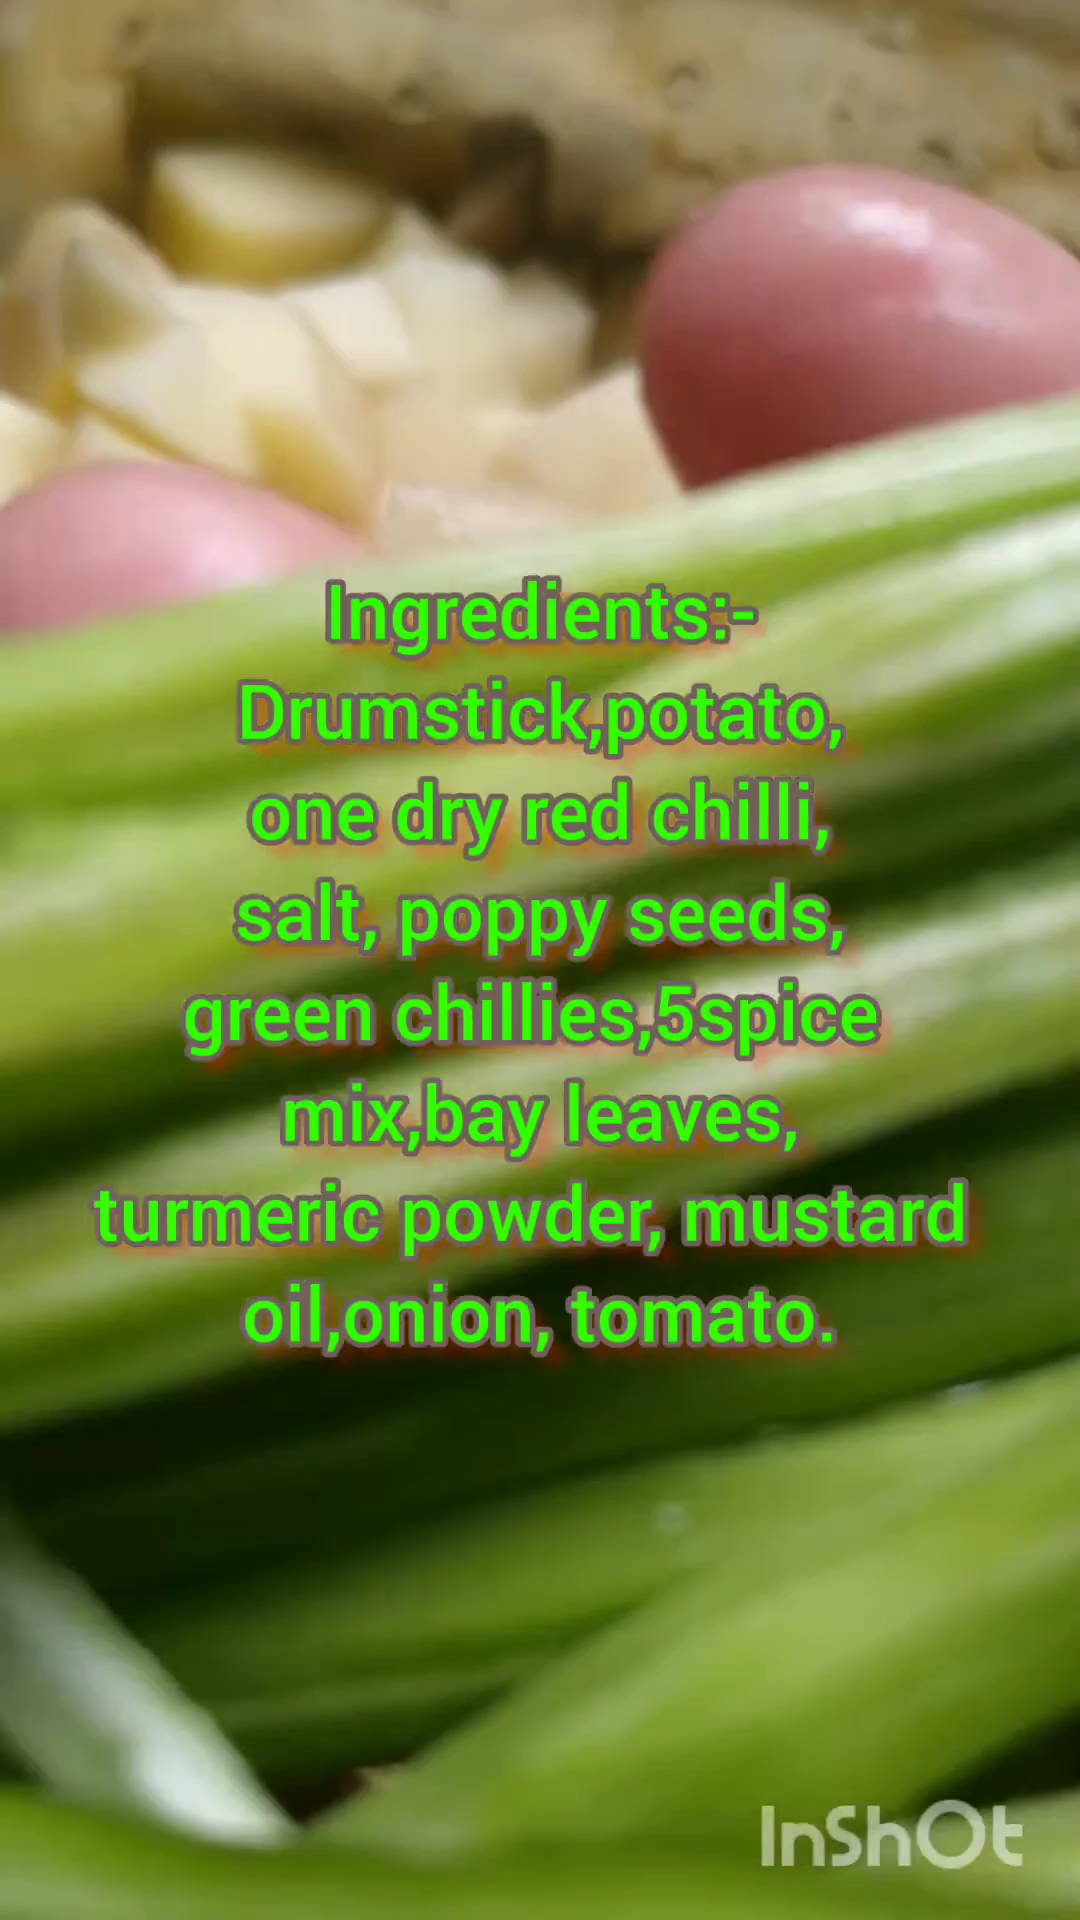 Ingredients:-
Drumstick,potato,
one dry red chilli,
salt, poppy seeds,
green chillies,5spice
mix,bay leaves,
turmeric powder, mustard
oil,onion, tomato.
InShOt